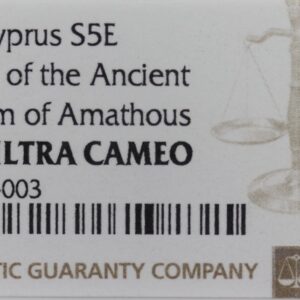 yprus S5E
of the Ancient
m of Amathous
LTRA CAMEO
-003
TIC GUARANTY COMPANY